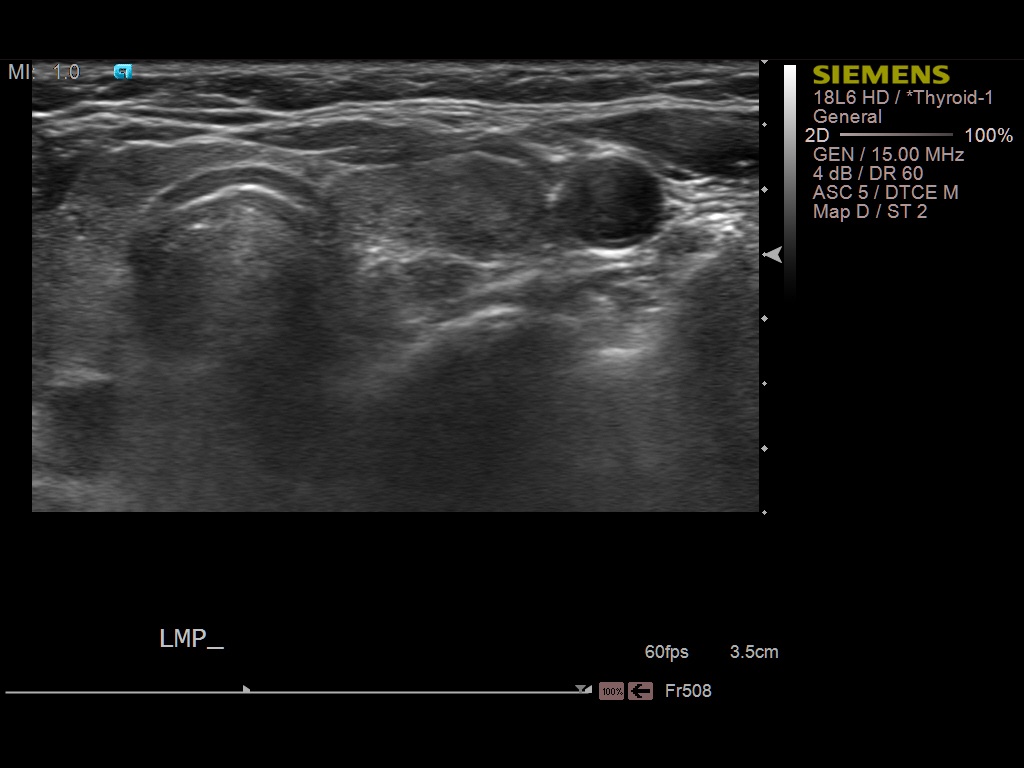 MI: 1.0
SIEMENS
18L6 HD / *Thyroid-1
General
2D 100%
GEN / 15.00 MHz
4 dB / DR 60
ASC 5 / DTCE M
Map D / ST 2
LMP_
60fps 3.5cm
100% Fr508